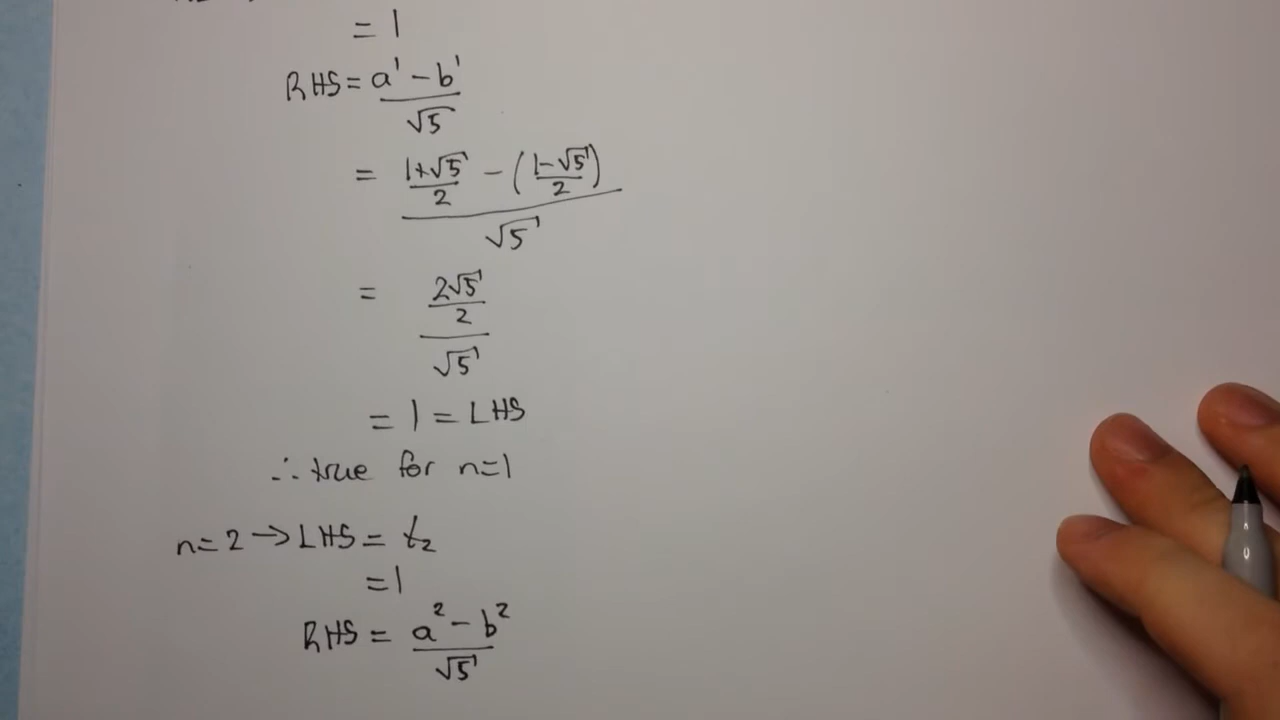 = 1
RHS = a¹ - b¹ / √5
= (1+√5)/2 - ((1-√5)/2) / √5
= 2√5/2 / √5
= 1 = LHS
∴ true for n=1
n=2 → LHS = t₂
= 1
RHS = a² - b² / √5